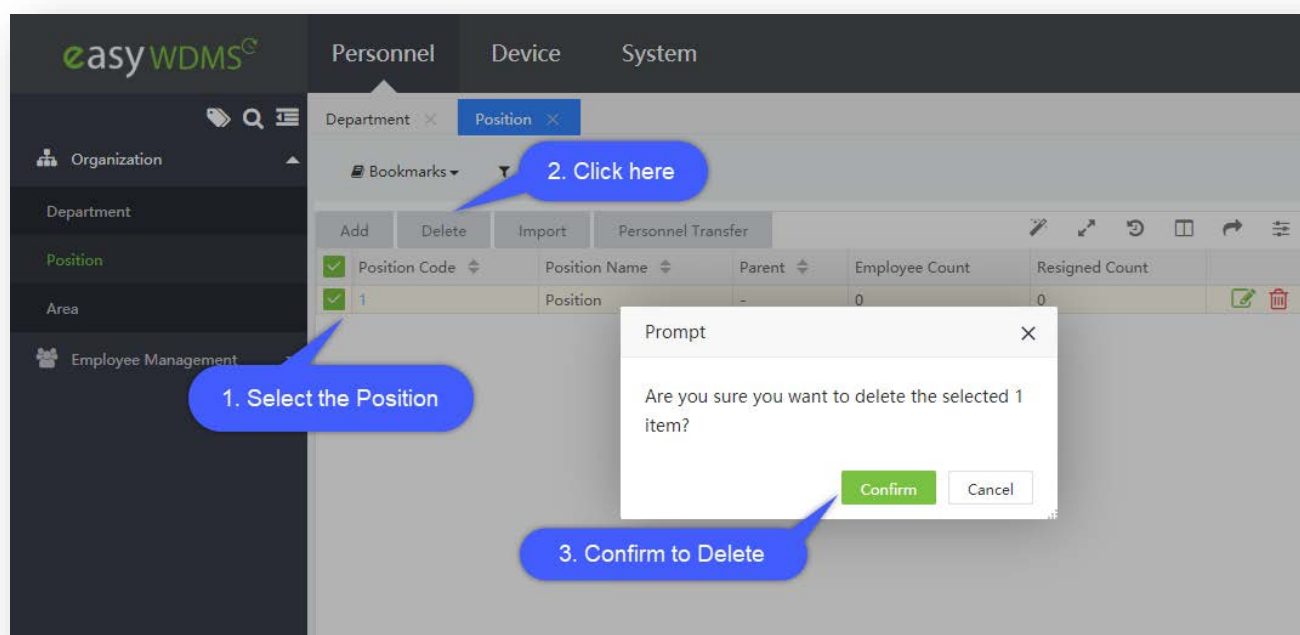 easyWDMS
Personnel Device System
Department Position
Organization
Bookmarks
2. Click here
Department
Add Delete Import Personnel Transfer
Position
Position Code Position Name Parent Employee Count Resigned Count
1 Position - 0 0
Area
Employee Management
Prompt
1. Select the Position
Are you sure you want to delete the selected 1
item?
Confirm Cancel
3. Confirm to Delete